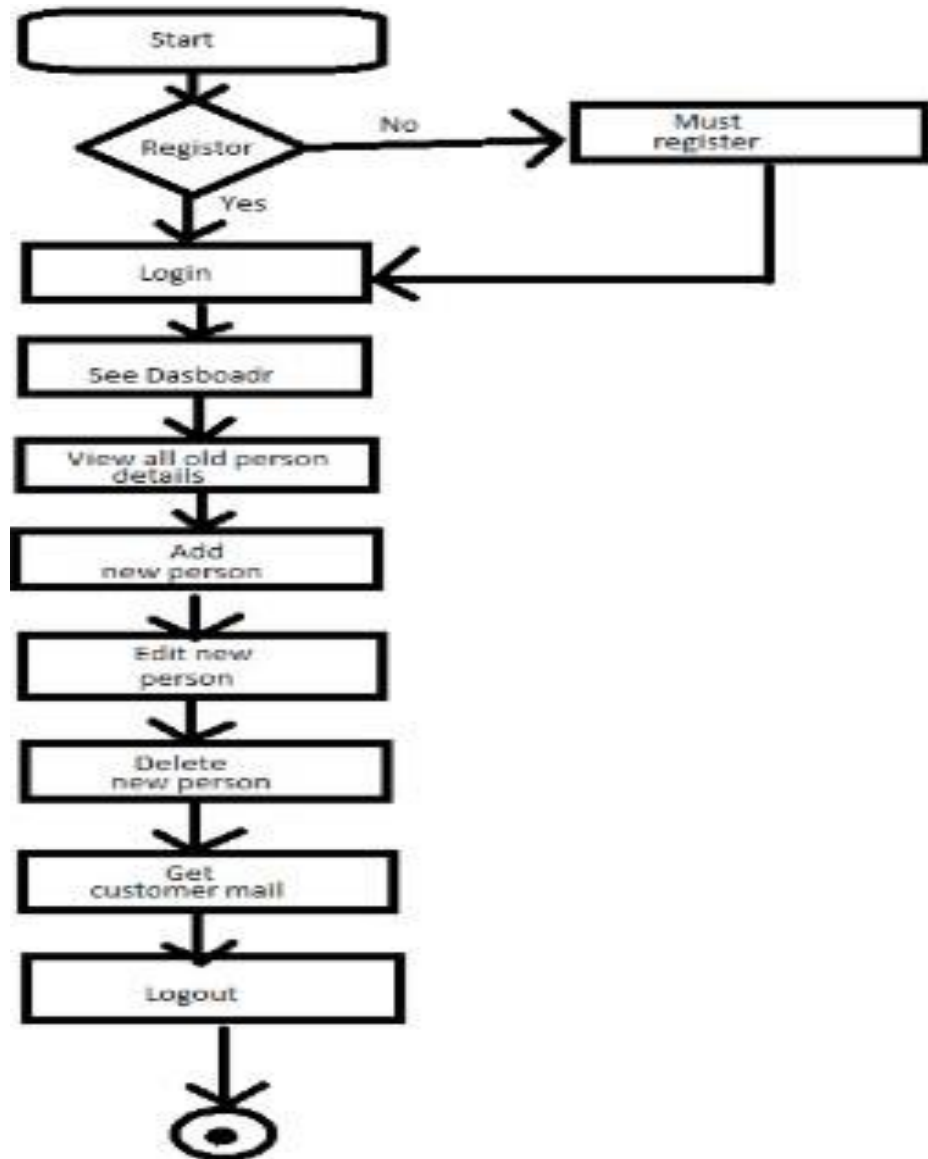 Start
Registor
No
Must
register
Yes
Login
See Dasboadr
View all old person
details
Add
new person
Edit new
person
Delete
new person
Get
customer mail
Logout